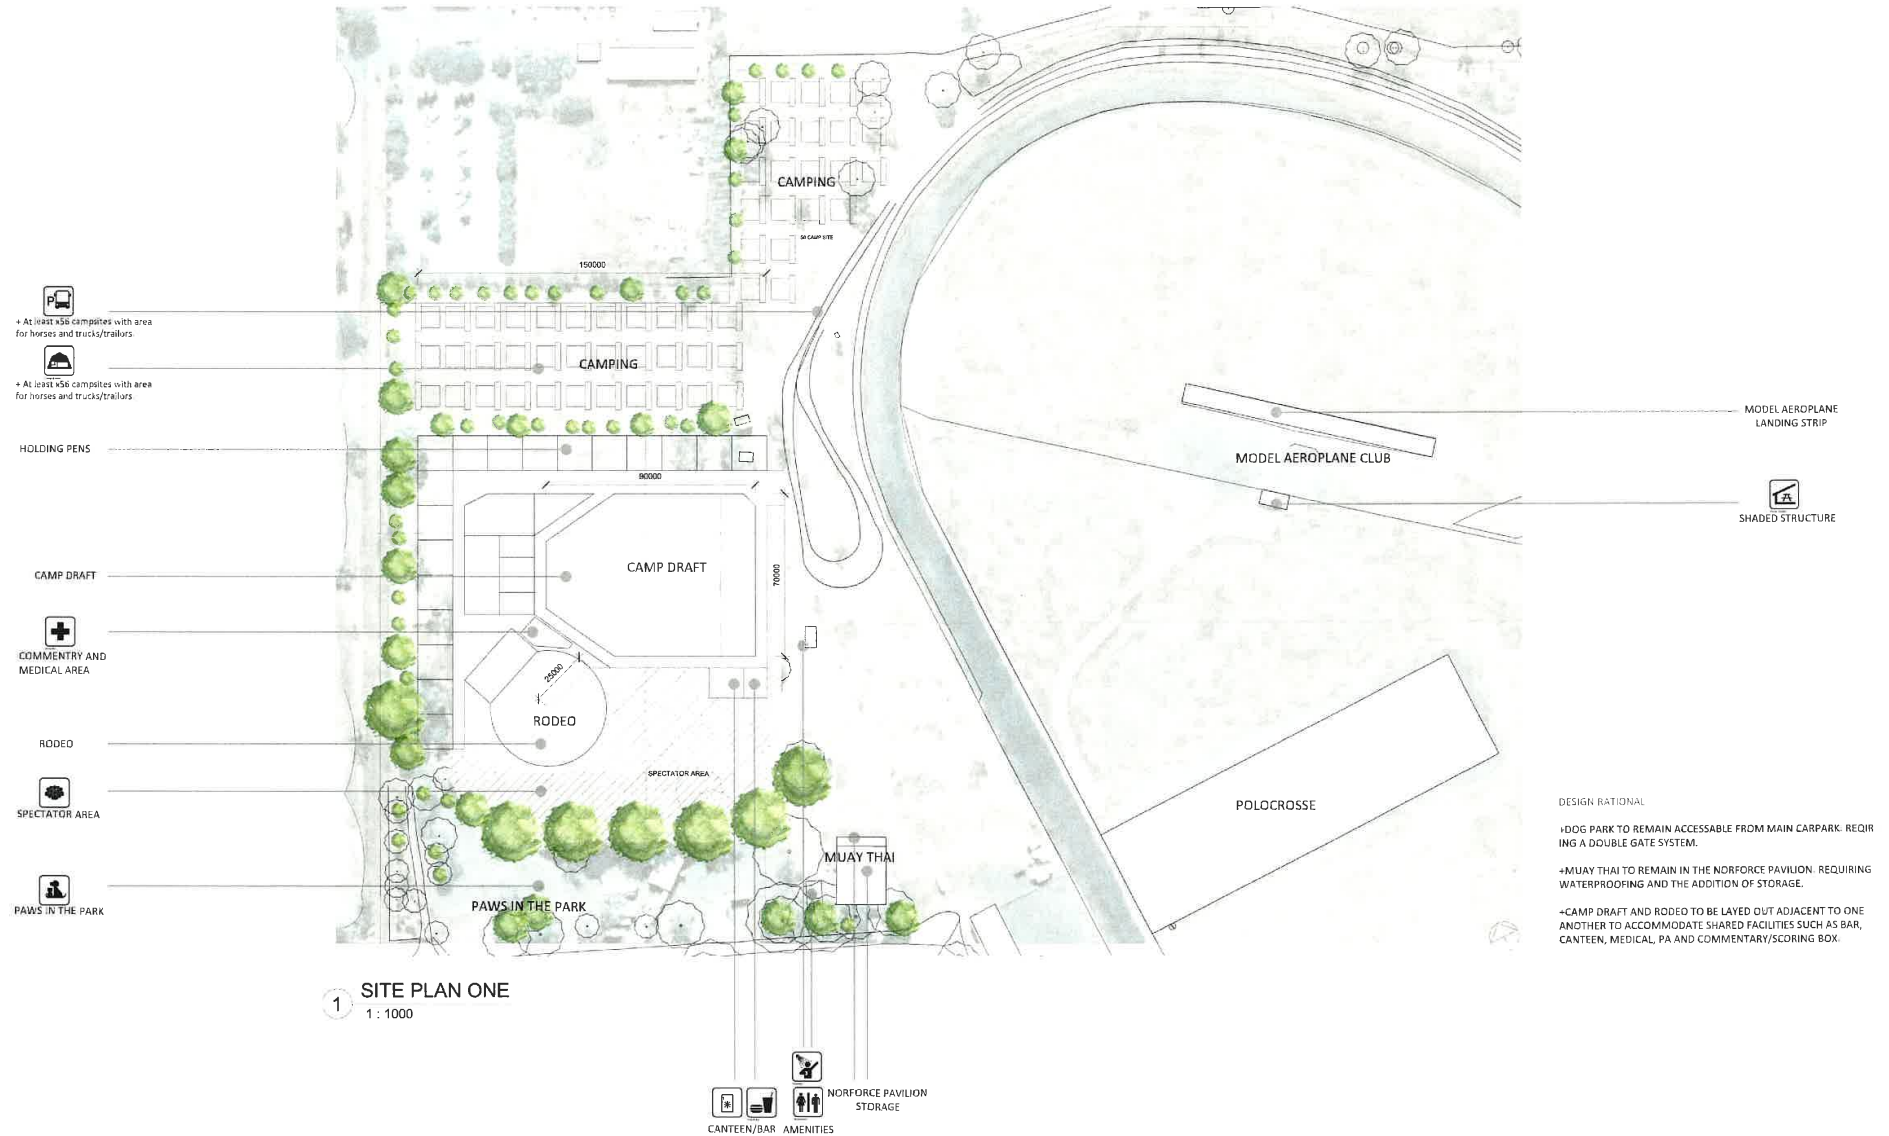 CAMPING
50 CAMP SITE
150000
P
+ At least x56 campsites with area
for horses and trucks/trailors
+ At least x56 campsites with area
for horses and trucks/trailors
CAMPING
MODEL AEROPLANE
LANDING STRIP
HOLDING PENS
MODEL AEROPLANE CLUB
90000
SHADED STRUCTURE
CAMP DRAFT
CAMP DRAFT
70000
COMMENTRY AND
MEDICAL AREA
25000
RODEO
RODEO
SPECTATOR AREA
SPECTATOR AREA
POLOCROSSE
MUAY THAI
PAWS IN THE PARK
PAWS IN THE PARK
DESIGN RATIONAL
+DOG PARK TO REMAIN ACCESSABLE FROM MAIN CARPARK. REQIR
ING A DOUBLE GATE SYSTEM.
+MUAY THAI TO REMAIN IN THE NORFORCE PAVILION. REQUIRING
WATERPROOFING AND THE ADDITION OF STORAGE.
+CAMP DRAFT AND RODEO TO BE LAYED OUT ADJACENT TO ONE
ANOTHER TO ACCOMMODATE SHARED FACILITIES SUCH AS BAR,
CANTEEN, MEDICAL, PA AND COMMENTARY/SCORING BOX.
1
SITE PLAN ONE
1 : 1000
NORFORCE PAVILION
STORAGE
CANTEEN/BAR
AMENITIES